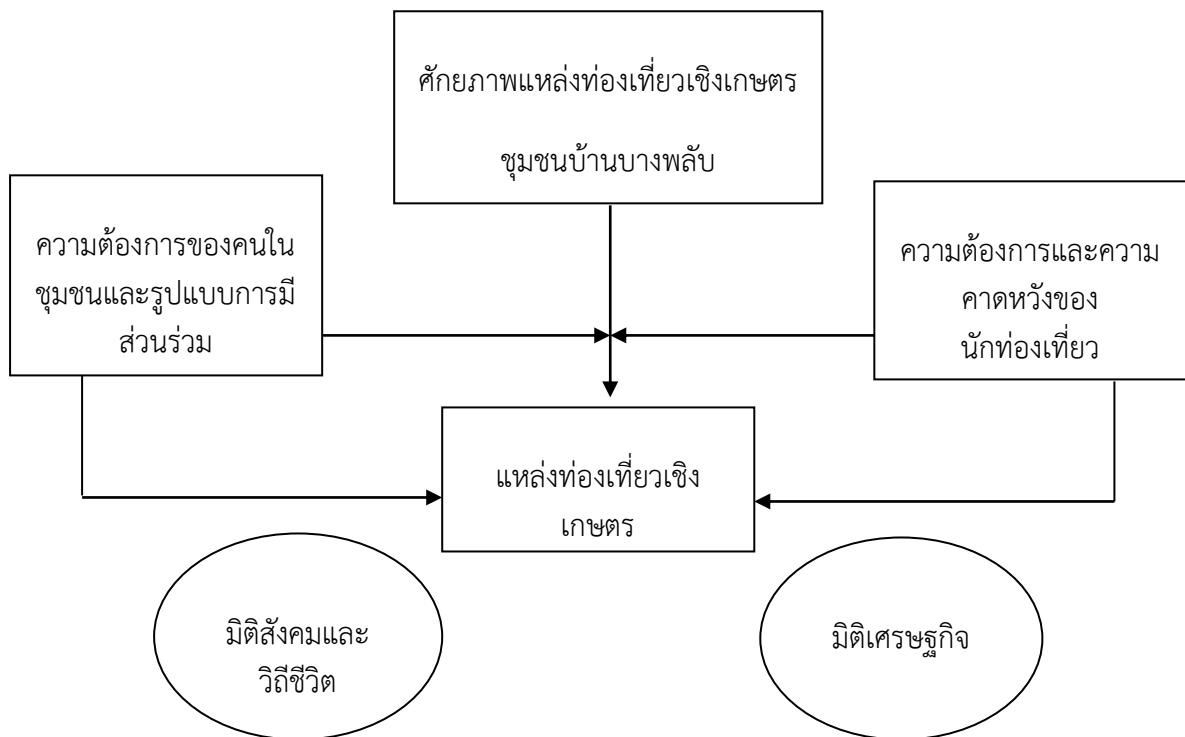 ศักยภาพแหล่งท่องเที่ยวเชิงเกษตร
ชุมชนบ้านบางพลับ
ความต้องการของคนใน
ชุมชนและรูปแบบการมี
ส่วนร่วม
ความต้องการและความ
คาดหวังของ
นักท่องเที่ยว
แหล่งท่องเที่ยวเชิง
เกษตร
มิติสังคมและ
วิถีชีวิต
มิติเศรษฐกิจ